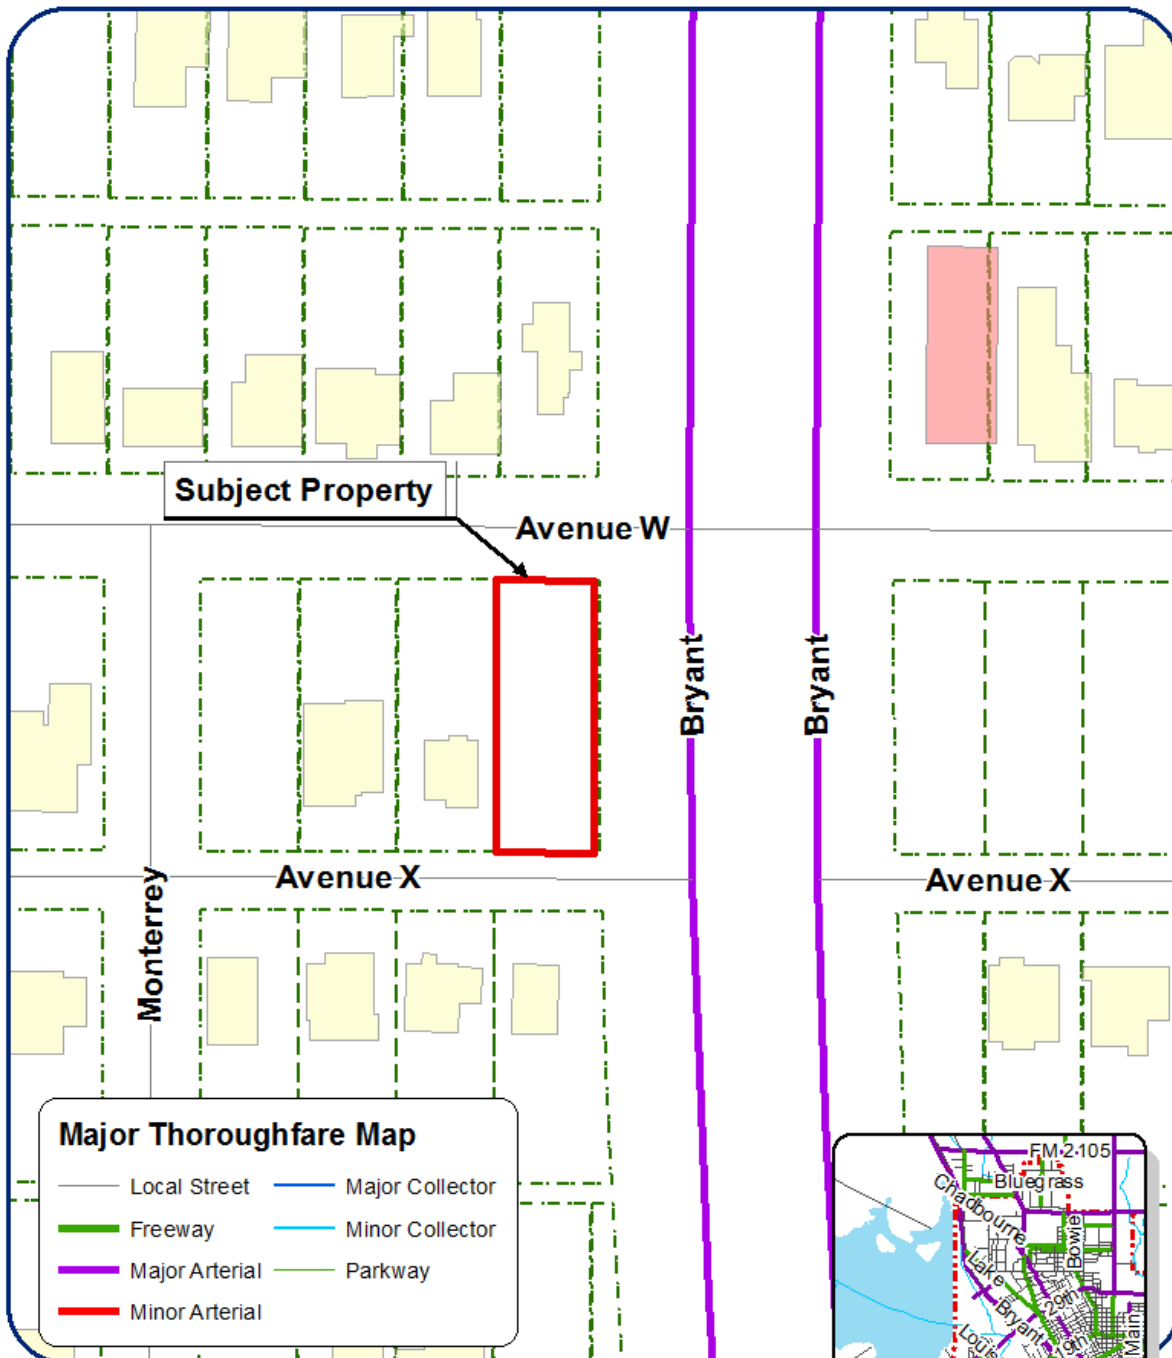 Subject Property
Avenue W
Bryant
Bryant
Avenue X
Avenue X
Monterrey
Major Thoroughfare Map
Local Street
Major Collector
Freeway
Minor Collector
Major Arterial
Parkway
Minor Arterial
FM 2105
Bluegrass
Chadbourne
Bowie
Lake
29th
Bryant
19th
Main